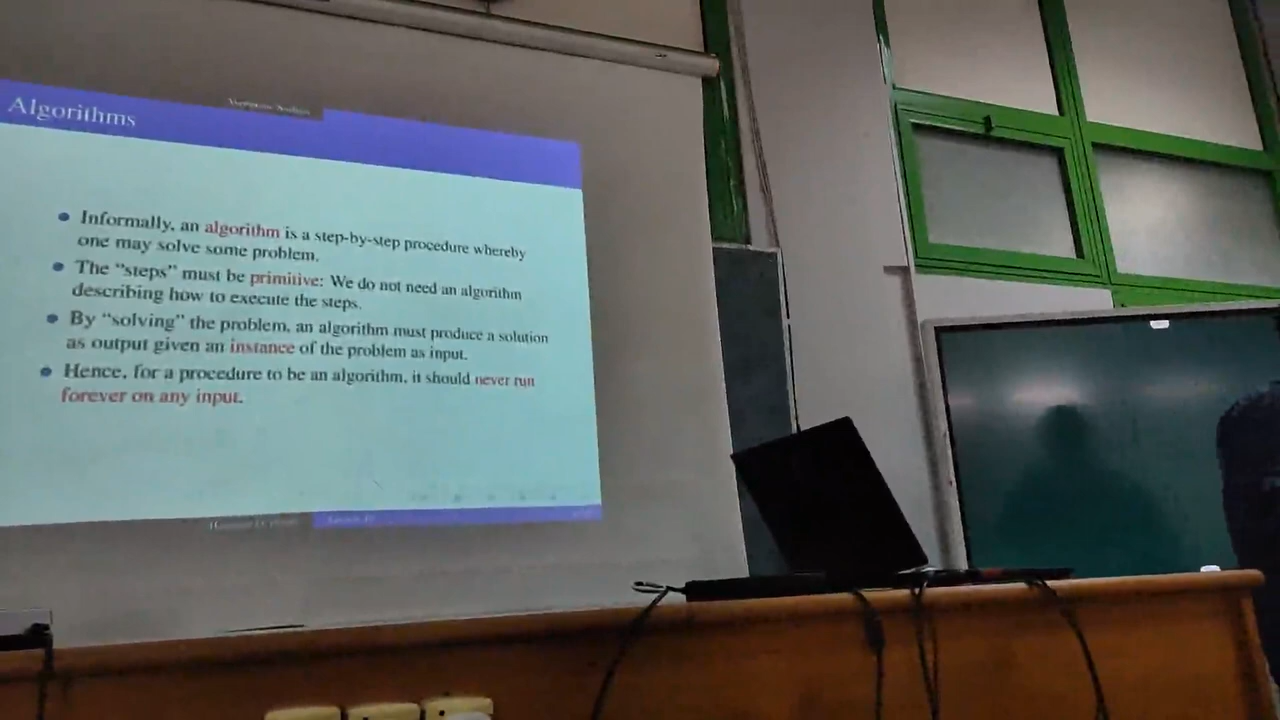 Algorithms
Informally, an algorithm is a step-by-step procedure whereby
one may solve some problem.
The “steps” must be primitive: We do not need an algorithm
describing how to execute the steps.
By “solving” the problem, an algorithm must produce a solution
as output given an instance of the problem as input.
Hence, for a procedure to be an algorithm, it should never run
forever on any input.